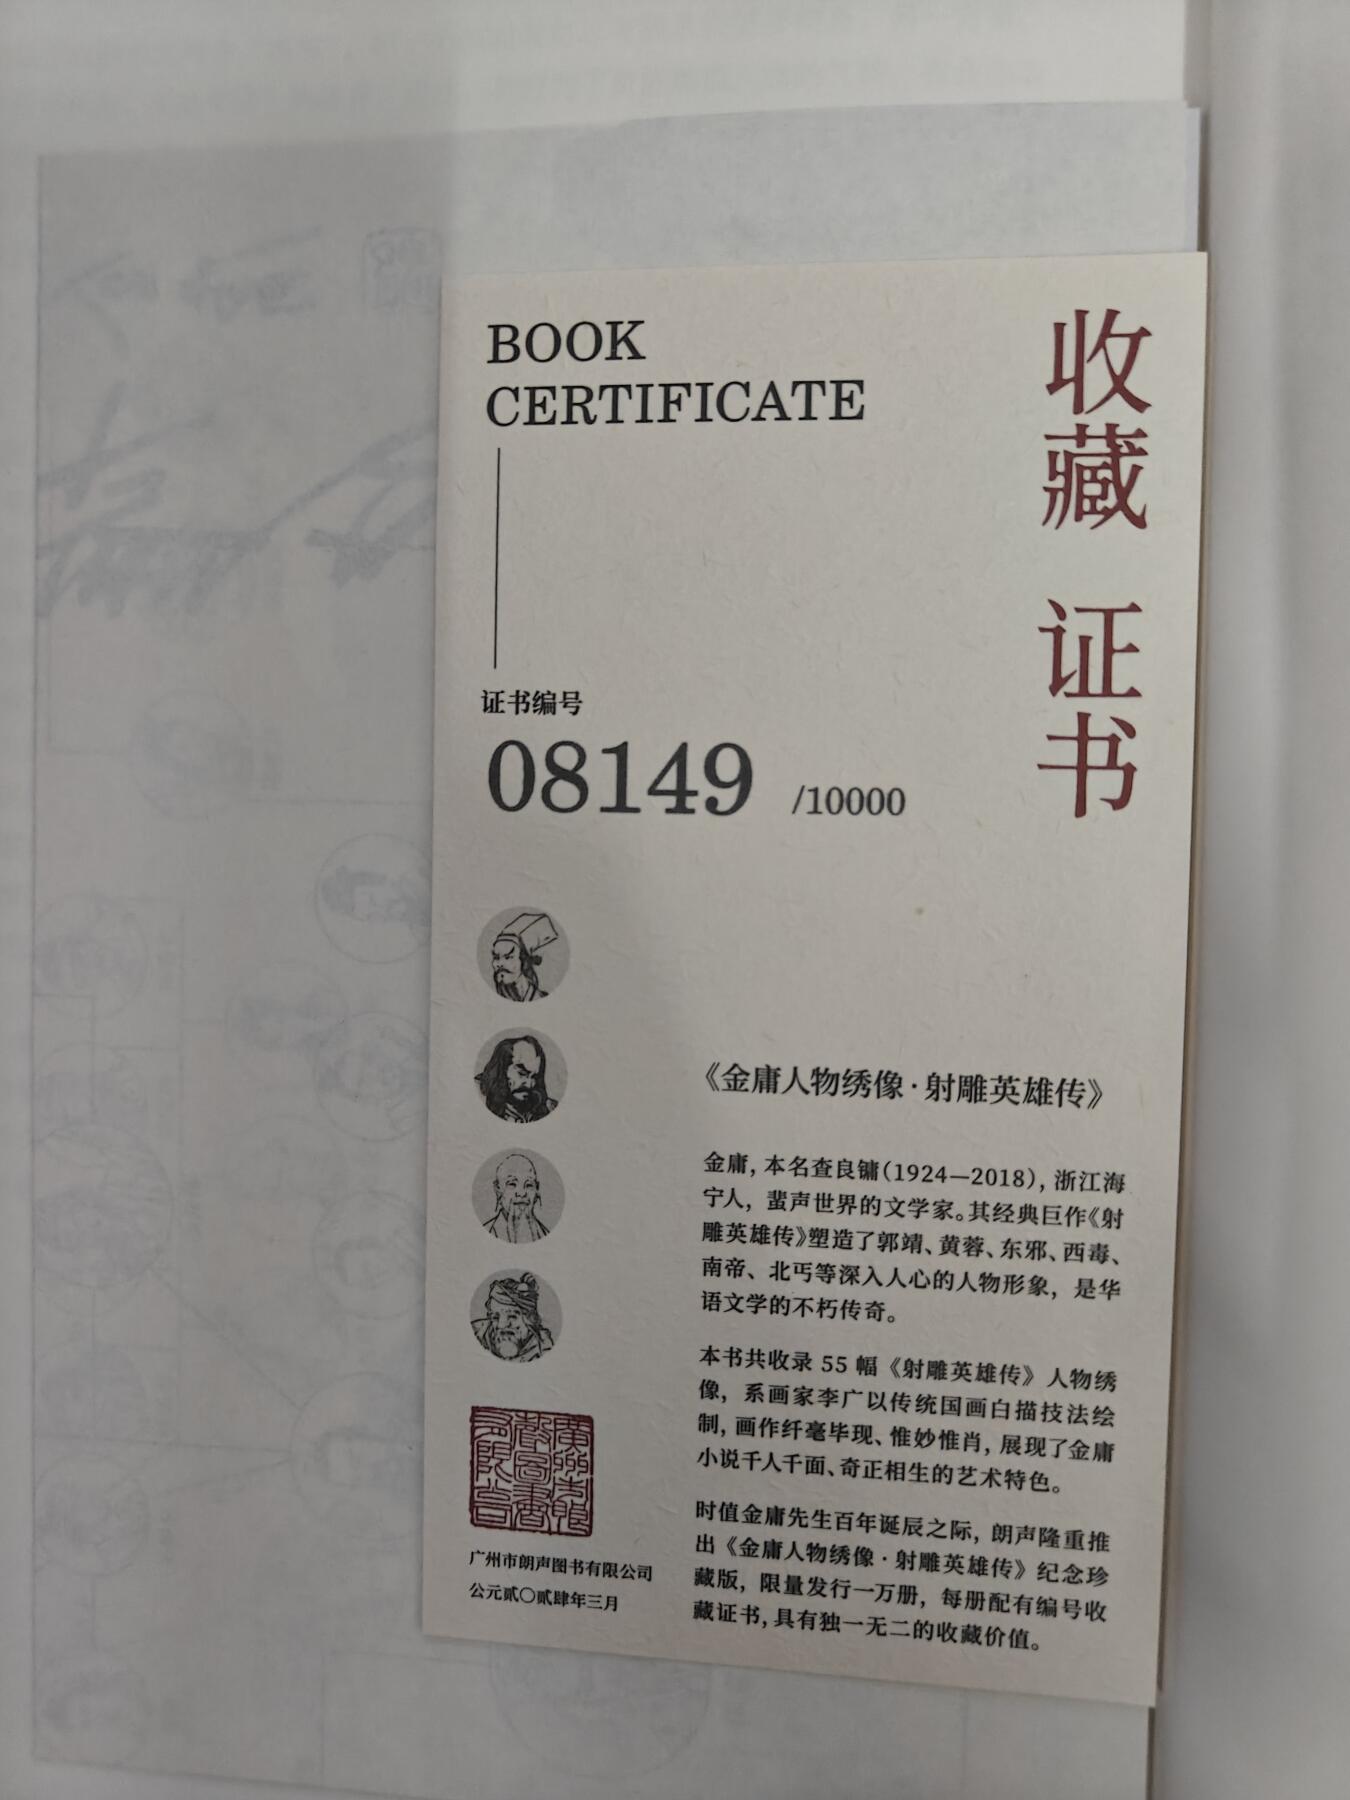 BOOK
CERTIFICATE
收藏 证书
证书编号
08149 /10000
《金庸人物绣像·射雕英雄传》
金庸，本名查良镛（1924—2018），浙江海
宁人，蜚声世界的文学家。其经典巨作《射
雕英雄传》塑造了郭靖、黄蓉、东邪、西毒、
南帝、北丐等深入人心的人物形象，是华
语文学的不朽传奇。
本书共收录 55 幅《射雕英雄传》人物绣
像，系画家李广以传统国画白描技法绘
制，画作纤毫毕现、惟妙惟肖，展现了金庸
小说千人千面、奇正相生的艺术特色。
时值金庸先生百年诞辰之际，朗声隆重推
出《金庸人物绣像·射雕英雄传》纪念珍
藏版，限量发行一万册，每册配有编号收
藏证书，具有独一无二的收藏价值。
广州市朗声图书有限公司
公元贰〇贰肆年三月